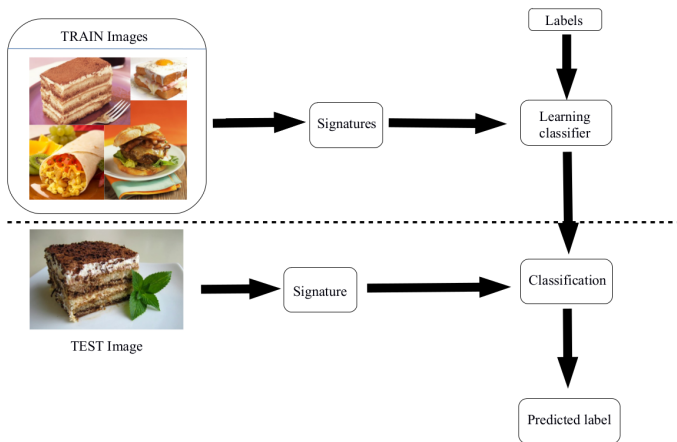 TRAIN Images
Labels
Signatures
Learning
classifier
Signature
Classification
TEST Image
Predicted label